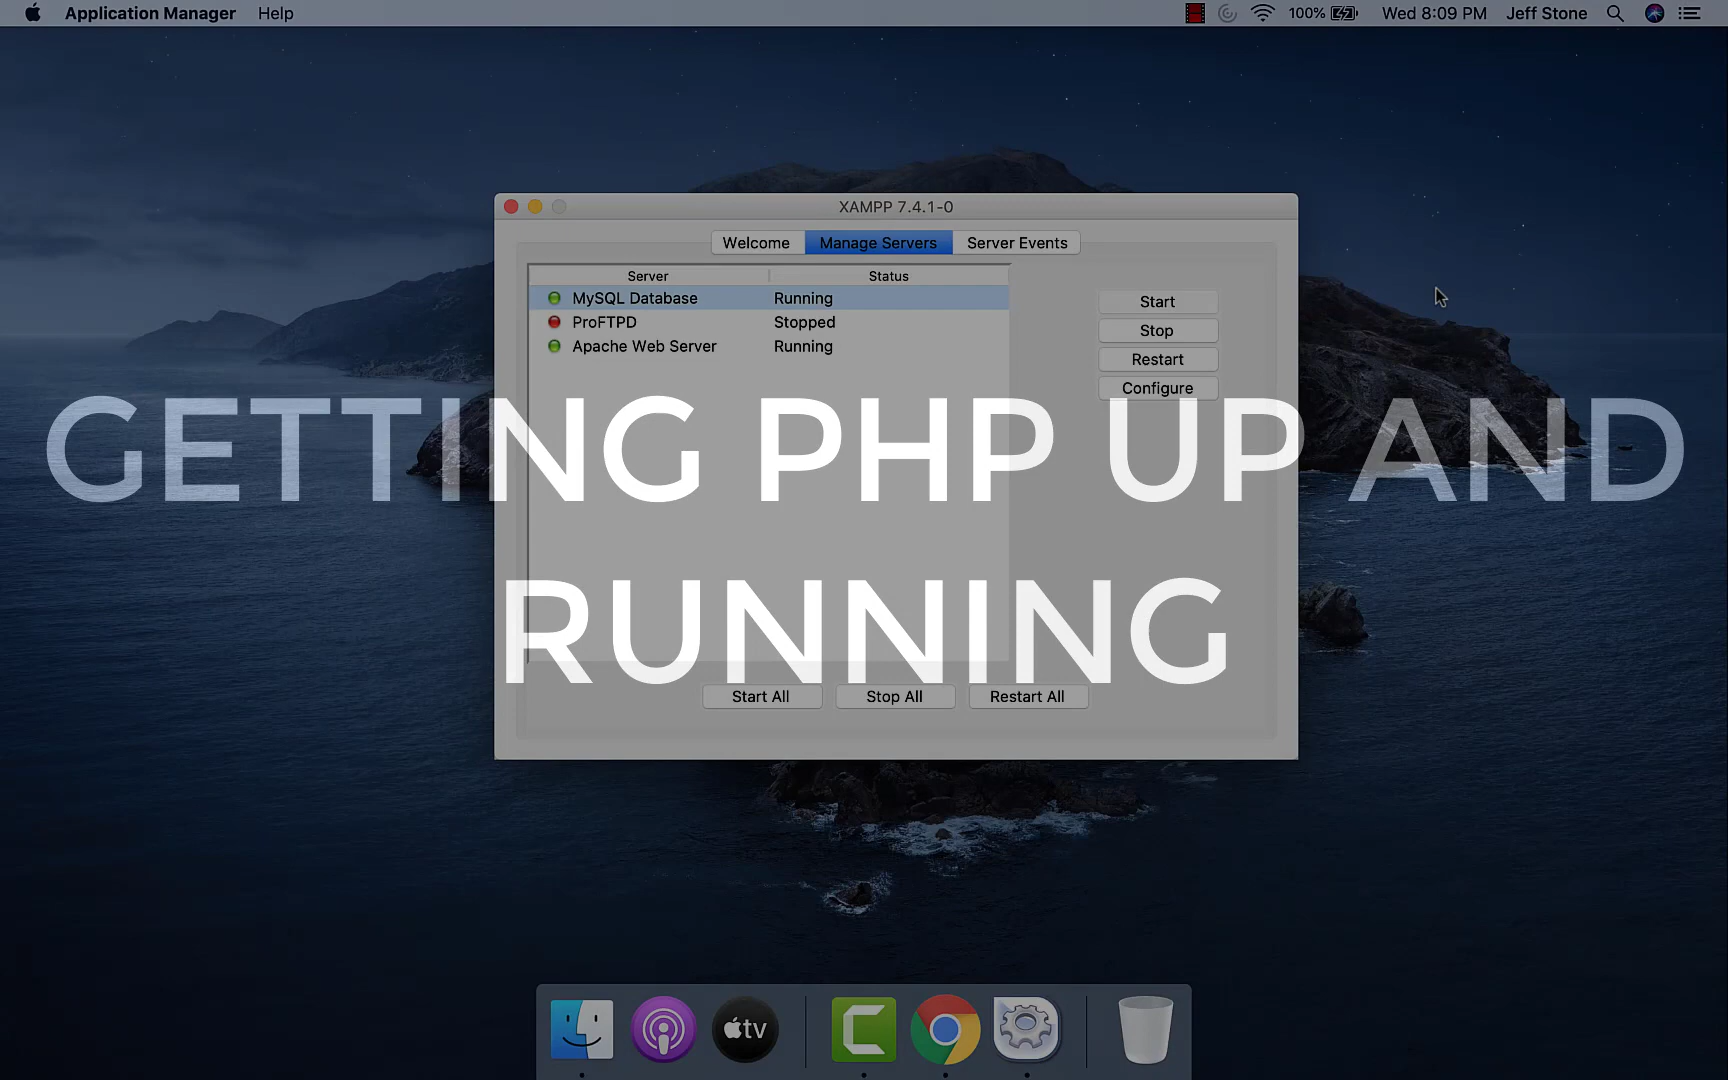 Application Manager Help 100% Wed 8:09 PM Jeff Stone
XAMPP 7.4.1-0
Welcome Manage Servers Server Events
Server Status
MySQL Database Running
ProFTPD Stopped
Apache Web Server Running
Start
Stop
Restart
Configure
GETTING PHP UP AND
RUNNING
Start All Stop All Restart All
tv